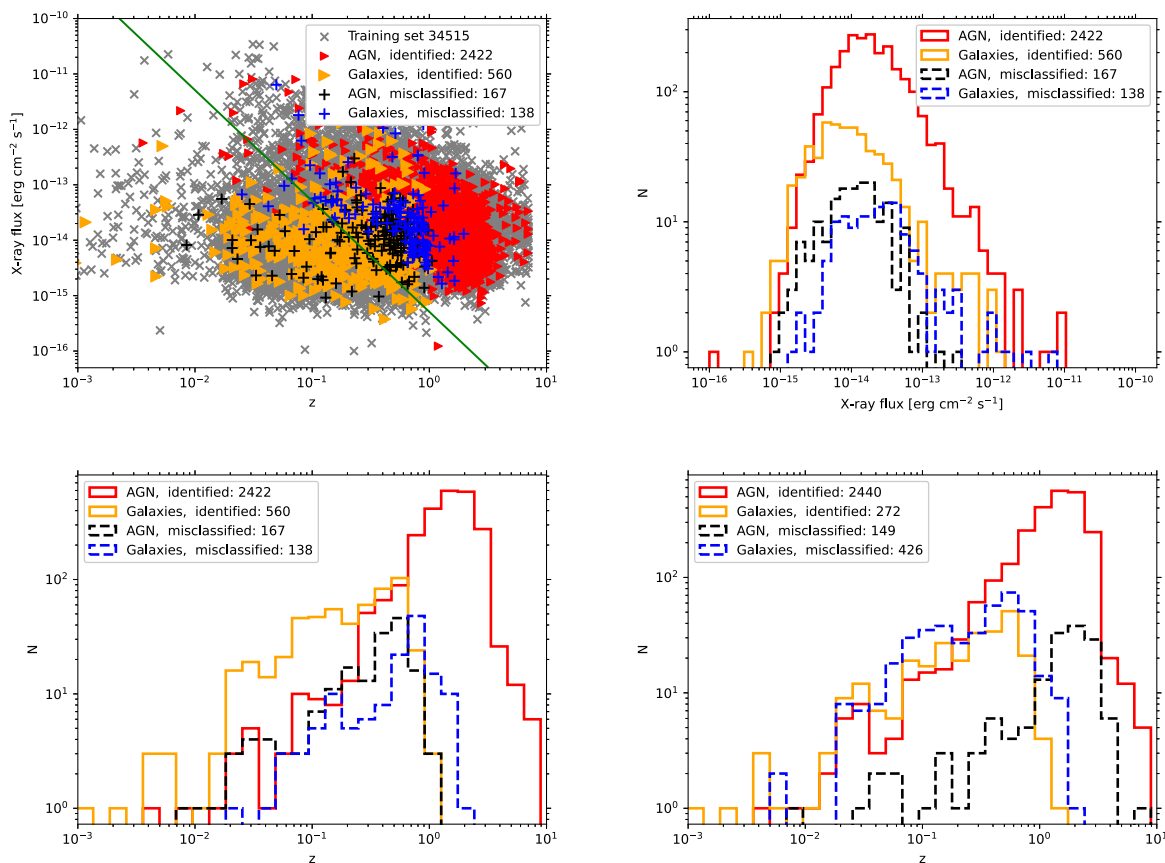 10⁻¹⁰
10⁻¹¹
10⁻¹²
10⁻¹³
10⁻¹⁴
10⁻¹⁵
10⁻¹⁶
X-ray flux [erg cm⁻² s⁻¹]
Training set 34515
AGN, identified: 2422
Galaxies, identified: 560
AGN, misclassified: 167
Galaxies, misclassified: 138
10⁻³ 10⁻² 10⁻¹ 10⁰ 10¹
z
10²
10¹
10⁰
N
AGN, identified: 2422
Galaxies, identified: 560
AGN, misclassified: 167
Galaxies, misclassified: 138
10⁻¹⁶ 10⁻¹⁵ 10⁻¹⁴ 10⁻¹³ 10⁻¹² 10⁻¹¹ 10⁻¹⁰
X-ray flux [erg cm⁻² s⁻¹]
10²
10¹
10⁰
N
AGN, identified: 2422
Galaxies, identified: 560
AGN, misclassified: 167
Galaxies, misclassified: 138
10⁻³ 10⁻² 10⁻¹ 10⁰ 10¹
z
10²
10¹
10⁰
N
AGN, identified: 2440
Galaxies, identified: 272
AGN, misclassified: 149
Galaxies, misclassified: 426
10⁻³ 10⁻² 10⁻¹ 10⁰ 10¹
z